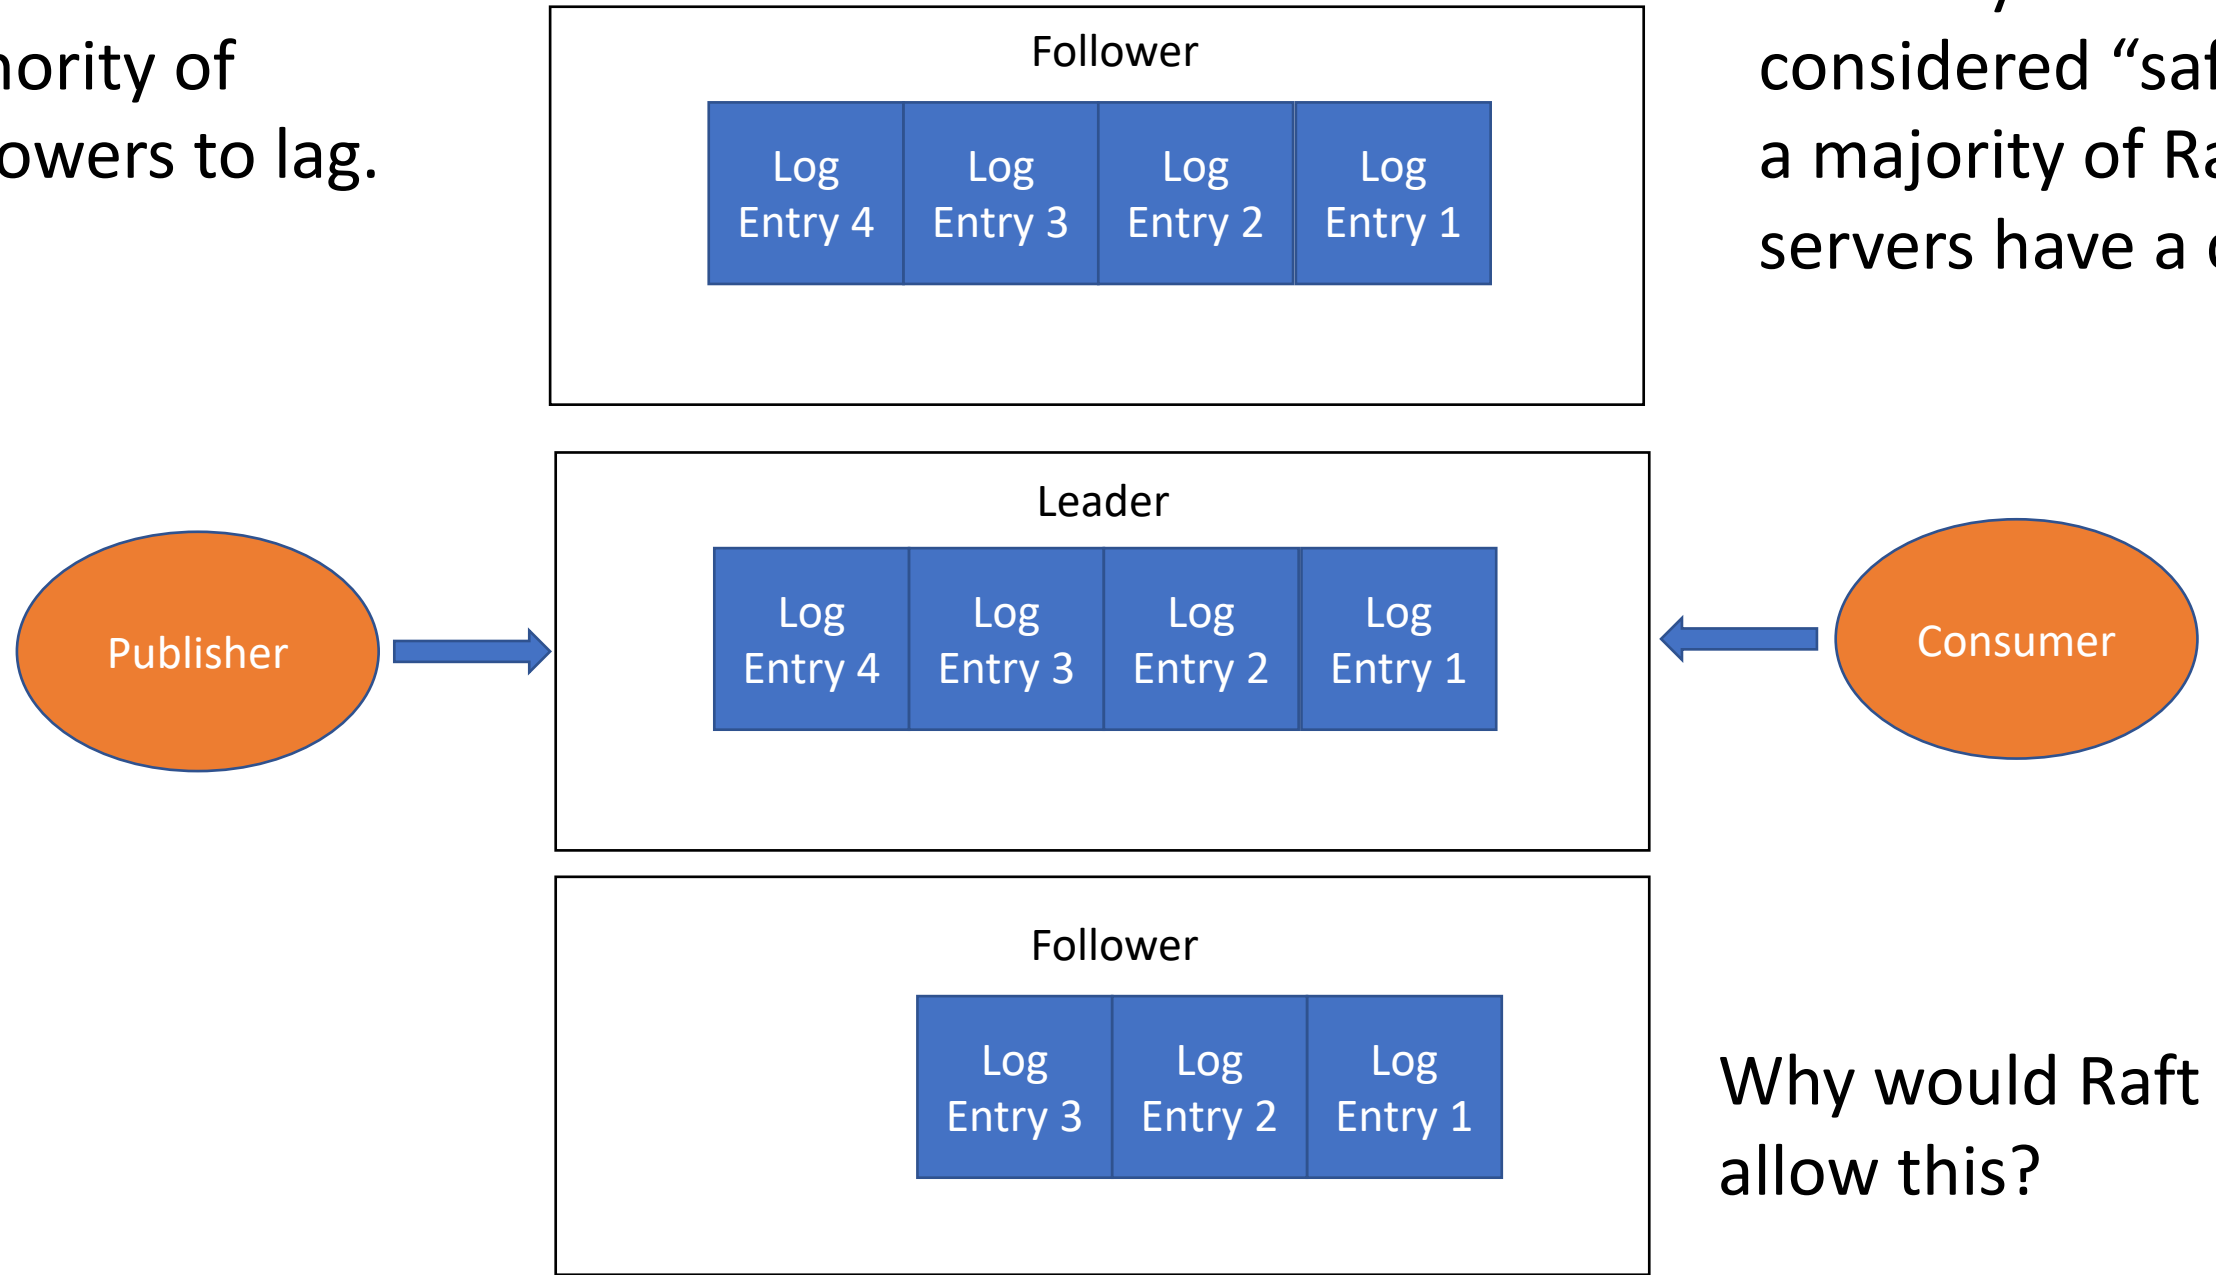 of
owers to lag.
considered “saf
a majority of Ra
servers have a
Follower
Log
Entry 4
Log
Entry 3
Log
Entry 2
Log
Entry 1
Leader
Log
Entry 4
Log
Entry 3
Log
Entry 2
Log
Entry 1
Publisher
Consumer
Follower
Log
Entry 3
Log
Entry 2
Log
Entry 1
Why would Raft
allow this?